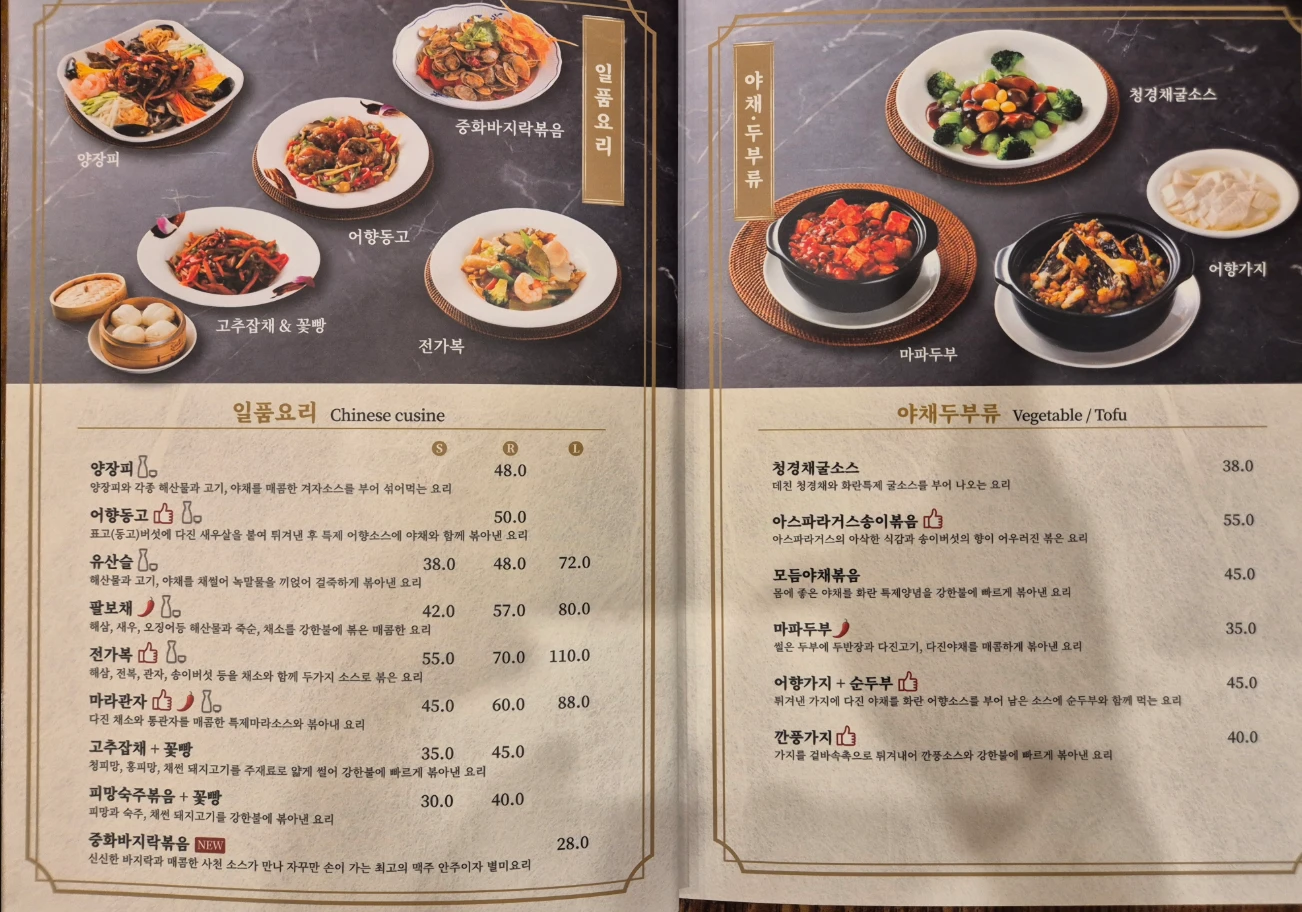 일품요리
양장피
중화바지락볶음
어향동고
고추잡채 & 꽃빵
전가복
일품요리 Chinese cusine
S R L
양장피 48.0
양장피와 각종 해산물과 고기, 야채를 매콤한 겨자소스를 부어 섞어먹는 요리
어향동고 50.0
표고(동고)버섯에 다진 새우살을 붙여 튀겨낸 후 특제 어향소스에 야채와 함께 볶아낸 요리
유산슬 38.0 48.0 72.0
해산물과 고기, 야채를 채썰어 녹말물을 끼얹어 걸죽하게 볶아낸 요리
팔보채 42.0 57.0 80.0
해삼, 새우, 오징어등 해산물과 죽순, 채소를 강한불에 볶은 매콤한 요리
전가복 55.0 70.0 110.0
해삼, 전복, 관자, 송이버섯 등을 채소와 함께 두가지 소스로 볶은 요리
마라관자 45.0 60.0 88.0
다진 채소와 통관자를 매콤한 특제마라소스와 볶아내 요리
고추잡채 + 꽃빵 35.0 45.0
청피망, 홍피망, 채썬 돼지고기를 주재료로 얇게 썰어 강한불에 빠르게 볶아낸 요리
피망숙주볶음 + 꽃빵 30.0 40.0
피망과 숙주, 채썬 돼지고기를 강한불에 볶아낸 요리
중화바지락볶음 NEW 28.0
신신한 바지락과 매콤한 사천 소스가 만나 자꾸만 손이 가는 최고의 맥주 안주이자 별미요리
야채·두부류
청경채굴소스
어향가지
마파두부
야채두부류 Vegetable / Tofu
청경채굴소스 38.0
데친 청경채와 화란특제 굴소스를 부어 나오는 요리
아스파라거스송이볶음 55.0
아스파라거스의 아삭한 식감과 송이버섯의 향이 어우러진 볶은 요리
모듬야채볶음 45.0
몸에 좋은 야채를 화란 특제양념을 강한불에 빠르게 볶아낸 요리
마파두부 35.0
썰은 두부에 두반장과 다진고기, 다진야채를 매콤하게 볶아낸 요리
어향가지 + 순두부 45.0
튀겨낸 가지에 다진 야채를 화란 어향소스를 부어 남은 소스에 순두부와 함께 먹는 요리
깐풍가지 40.0
가지를 겉바속촉으로 튀겨내어 깐풍소스와 강한불에 빠르게 볶아낸 요리